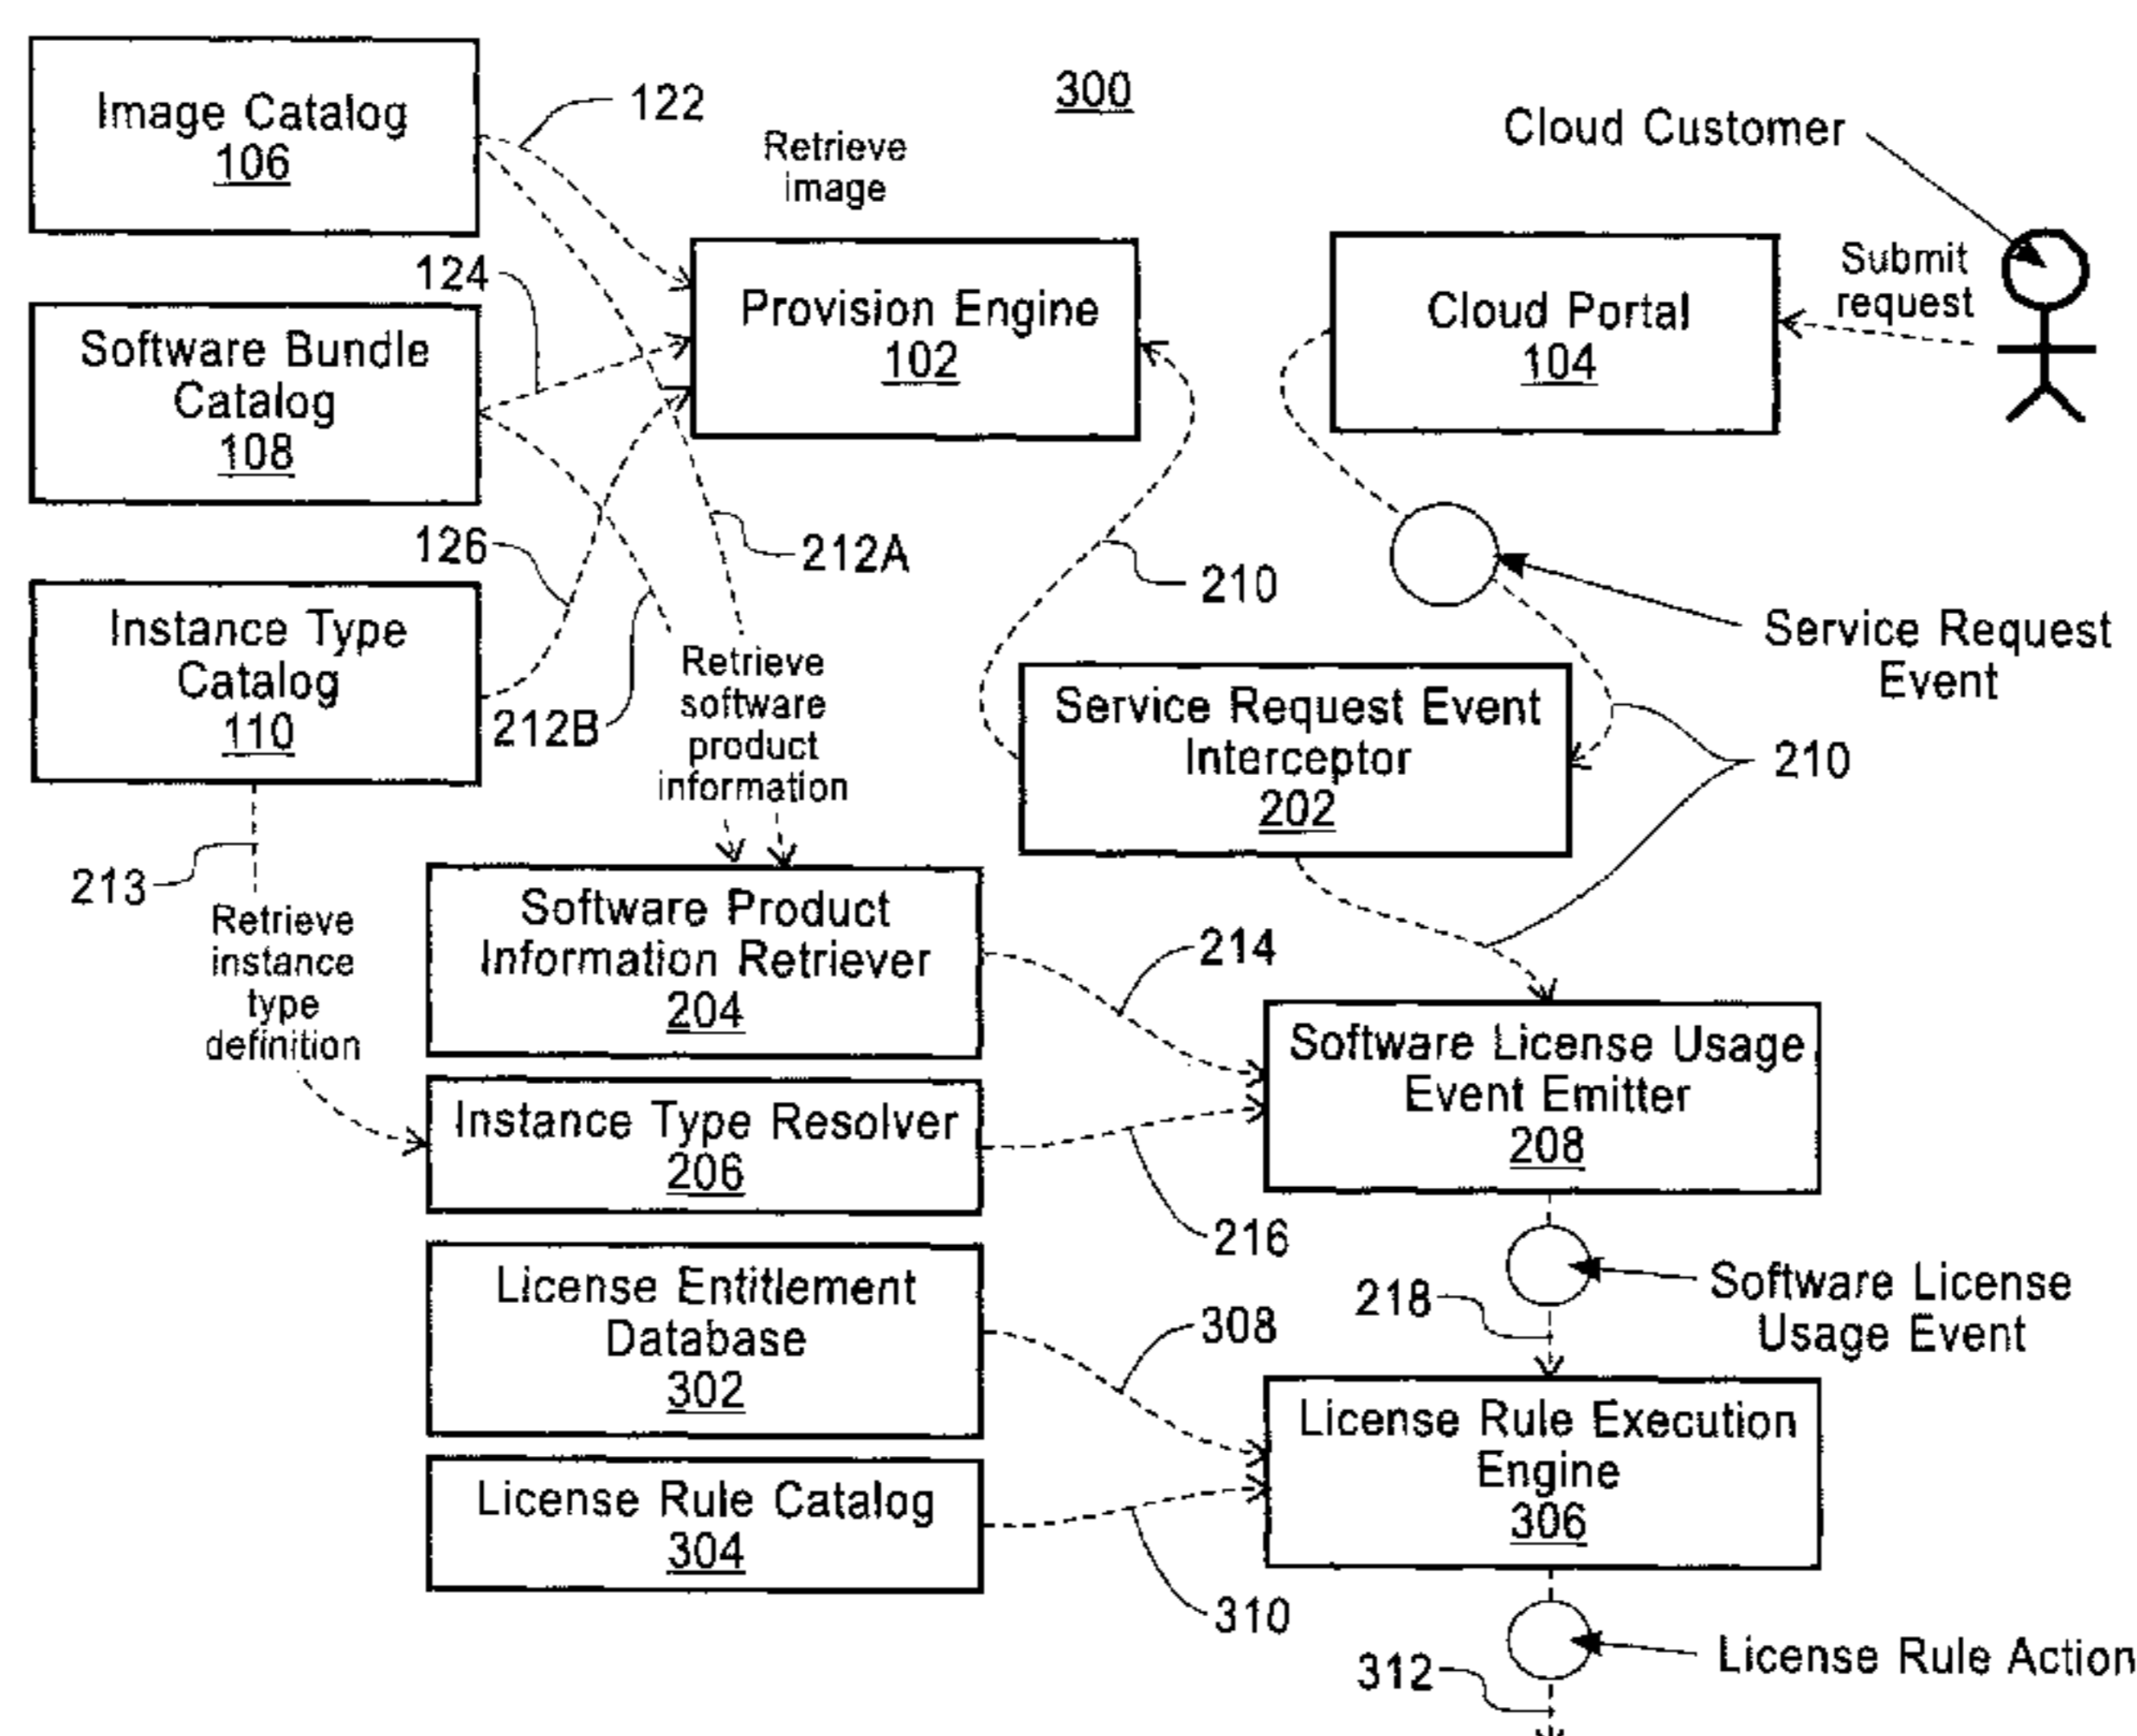 300
Image Catalog
106
122
Retrieve
image
Cloud Customer
124
Provision Engine
102
Cloud Portal
104
Submit
request
Software Bundle
Catalog
108
126
212A
210
Service Request
Event
Instance Type
Catalog
110
212B
Retrieve
software
product
information
Service Request Event
Interceptor
202
210
213
Retrieve
instance
type
definition
Software Product
Information Retriever
204
214
Software License Usage
Event Emitter
208
Instance Type Resolver
206
216
License Entitlement
Database
302
218
Software License
Usage Event
308
License Rule Execution
Engine
306
License Rule Catalog
304
310
312
License Rule Action